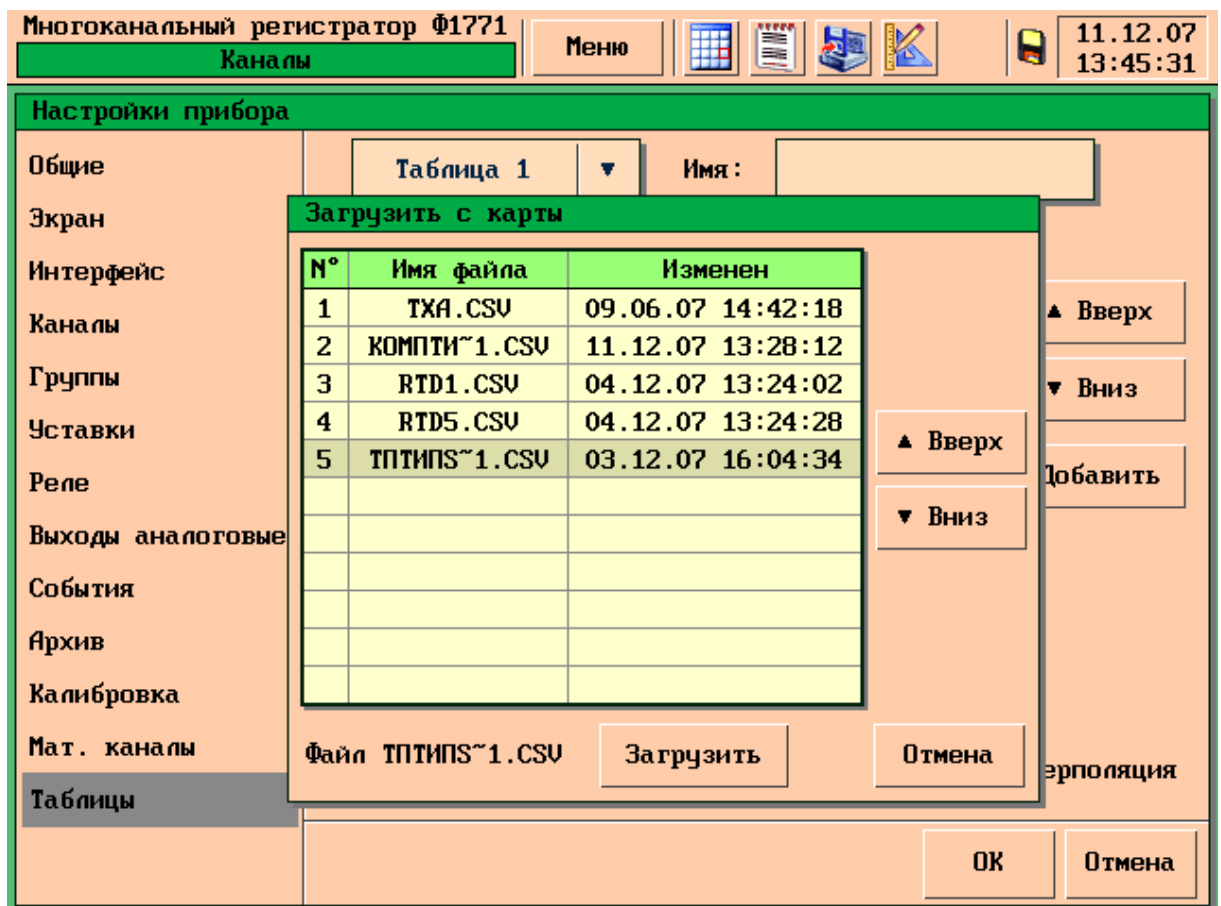 Многоканальный регистратор Ф1771
Каналы
Меню
11.12.07
13:45:31
Настройки прибора
Общие
Экран
Интерфейс
Каналы
Группы
Уставки
Реле
Выходы аналоговые
События
Архив
Калибровка
Мат. каналы
Таблицы
Таблица 1 ▼ Имя:
Загрузить с карты
N° Имя файла Изменен
1 ТХА.CSV 09.06.07 14:42:18
2 КОМПТИ~1.CSV 11.12.07 13:28:12
3 RTD1.CSV 04.12.07 13:24:02
4 RTD5.CSV 04.12.07 13:24:28
5 ТПТИПS~1.CSV 03.12.07 16:04:34
▲ Вверх
▼ Вниз
Файл ТПТИПS~1.CSV Загрузить Отмена
▲ Вверх
▼ Вниз
Добавить
ерполяция
ОК Отмена